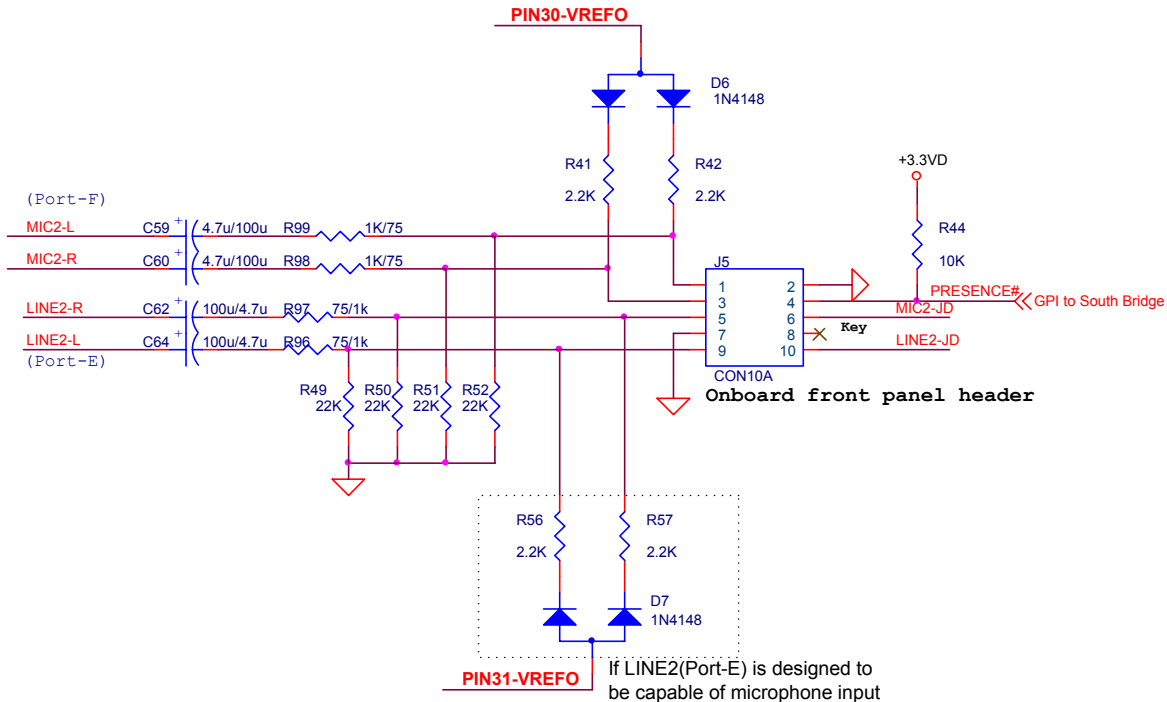 PIN30-VREFO
D6
1N4148
R41
2.2K
R42
2.2K
+3.3VD
R44
10K
(Port-F)
MIC2-L
C59
+
4.7u/100u
R99
1K/75
MIC2-R
C60
+
4.7u/100u
R98
1K/75
LINE2-R
C62
+
100u/4.7u
R97
75/1k
LINE2-L
C64
+
100u/4.7u
R96
75/1k
(Port-E)
J5
1
2
3
4
5
6
7
8
9
10
CON10A
PRESENCE#
GPI to South Bridge
MIC2-JD
Key
LINE2-JD
Onboard front panel header
R49
22K
R50
22K
R51
22K
R52
22K
R56
2.2K
R57
2.2K
D7
1N4148
PIN31-VREFO
If LINE2(Port-E) is designed to
be capable of microphone input